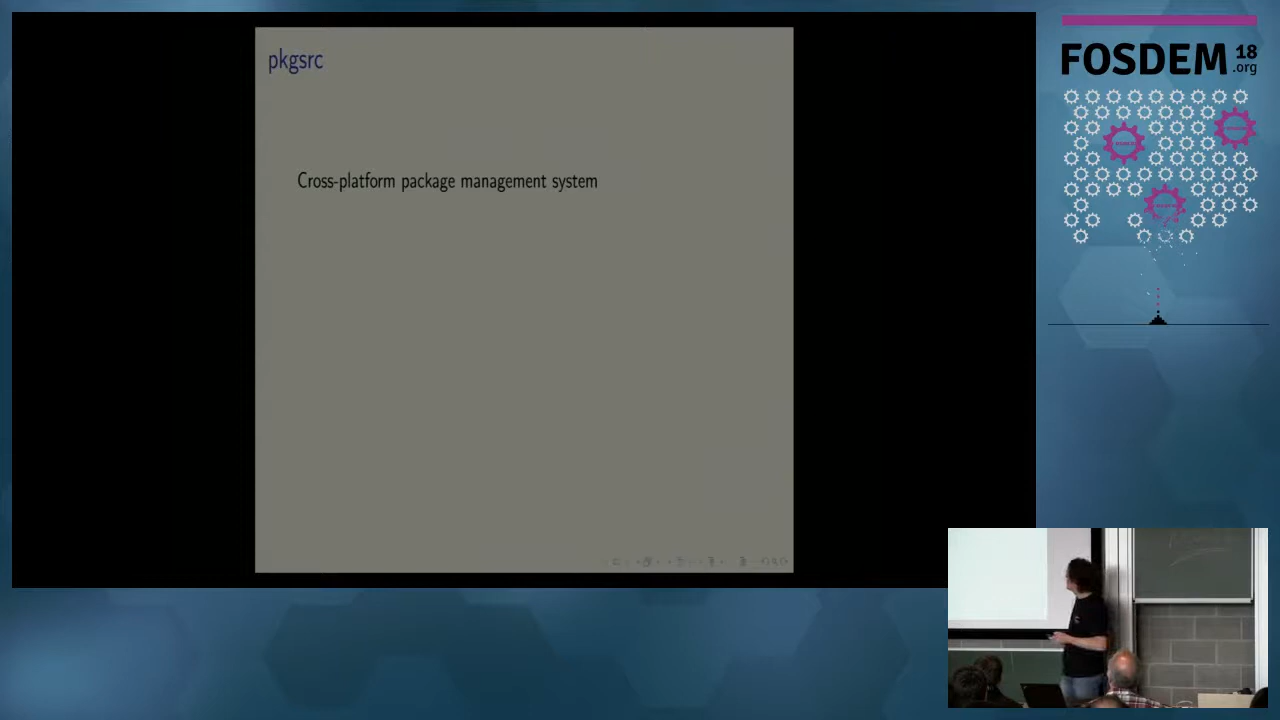 pkgsrc
Cross-platform package management system
FOSDEM 18
.org